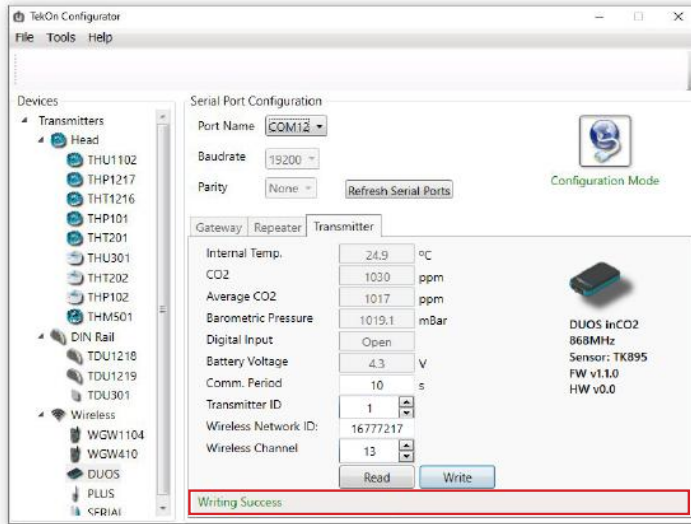 TekOn Configurator
File Tools Help
Devices
Transmitters
Head
THU1102
THP1217
THT1216
THP101
THT201
THU301
THT202
THP102
THM501
DIN Rail
TDU1218
TDU1219
TDU301
Wireless
WGW1104
WGW410
DUOS
PLUS
SERIAL
Serial Port Configuration
Port Name COM12
Baudrate 19200
Parity None Refresh Serial Ports
Configuration Mode
Gateway Repeater Transmitter
Internal Temp. 24.9 ºC
CO2 1030 ppm
Average CO2 1017 ppm
Barometric Pressure 1019.1 mBar
Digital Input Open
Battery Voltage 4.3 V
Comm. Period 10 s
Transmitter ID 1
Wireless Network ID: 16777217
Wireless Channel 13
Read Write
DUOS inCO2
868MHz
Sensor: TK895
FW v1.1.0
HW v0.0
Writing Success